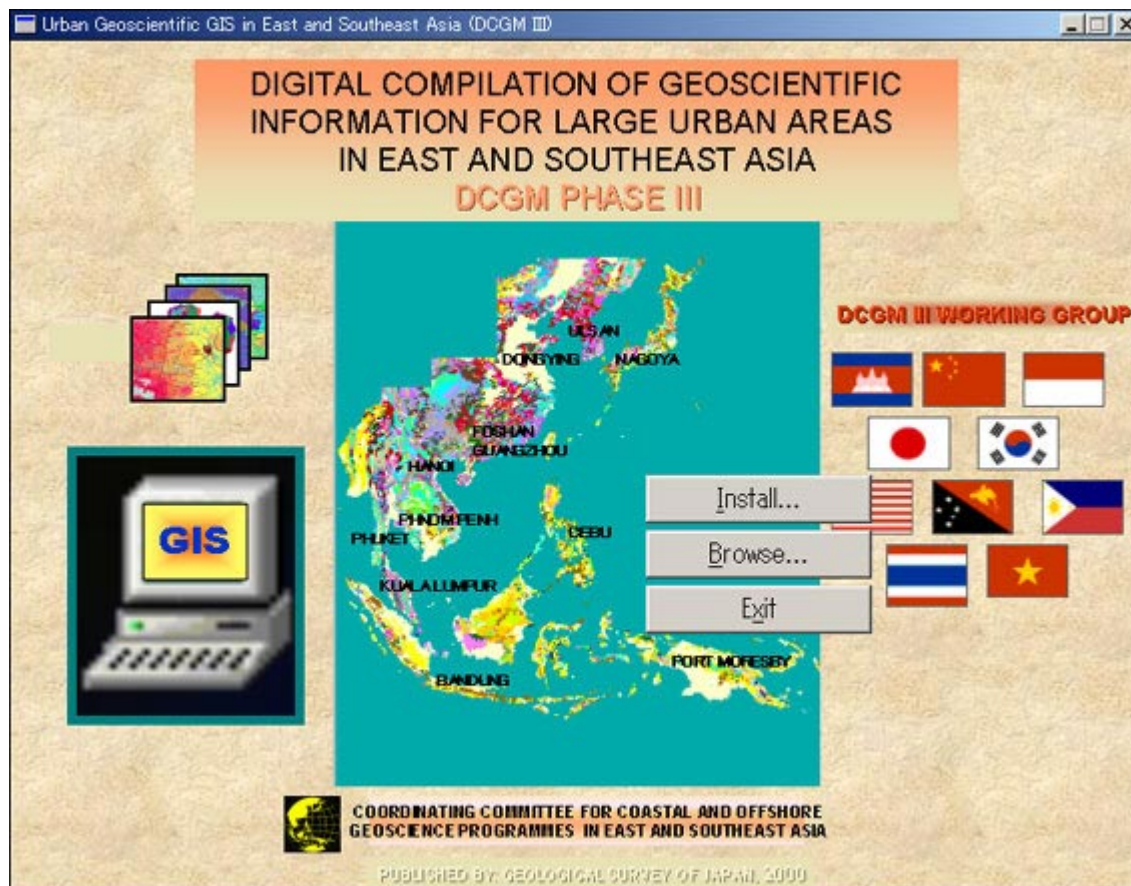 Urban Geoscientific GIS in East and Southeast Asia (DCGM III)
DIGITAL COMPILATION OF GEOSCIENTIFIC
INFORMATION FOR LARGE URBAN AREAS
IN EAST AND SOUTHEAST ASIA
DCGM PHASE III
DCGM III WORKING GROUP
ULSAN
DONGYING
NAGOYA
FOSHAN
GUANGZHOU
HANOI
PHNOM PENH
PHUKET
CEBU
KUALA LUMPUR
PORT MORESBY
BANDUNG
GIS
Install...
Browse...
Exit
COORDINATING COMMITTEE FOR COASTAL AND OFFSHORE
GEOSCIENCE PROGRAMMES IN EAST AND SOUTHEAST ASIA
PUBLISHED BY: GEOLOGICAL SURVEY OF JAPAN, 2000